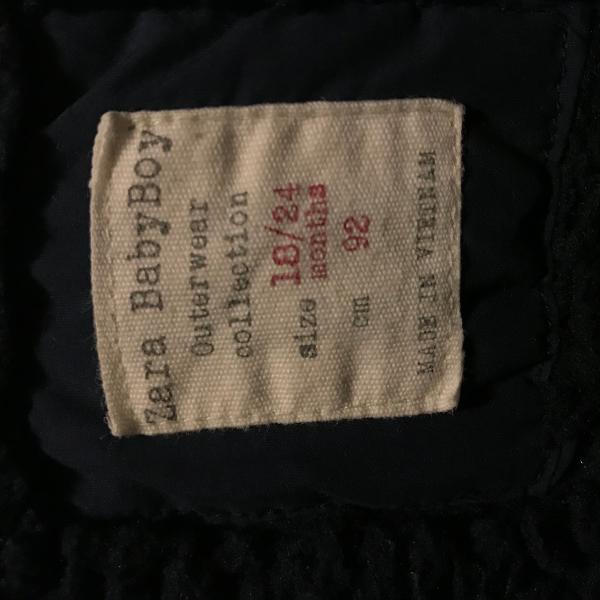 Zara BabyBoy
Outerwear
collection
size 18/24
months
cm 92
MADE IN VIETNAM